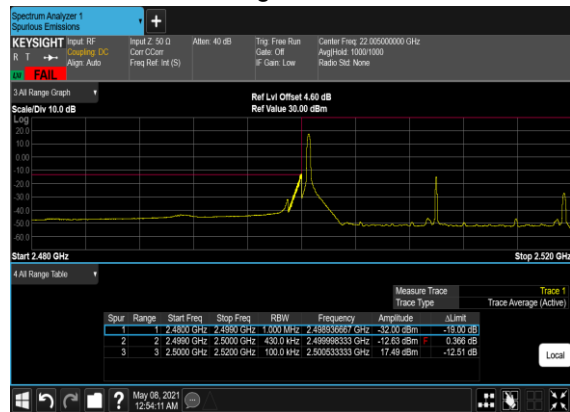 Spectrum Analyzer 1
Spurious Emissions
KEYSIGHT Input: RF Input Z: 50 Ω Atten: 40 dB Trig: Free Run Center Freq: 22.005000000 GHz
R T Coupling: DC Corr CCorr Gate: Off Avg|Hold: 1000/1000
Align: Auto Freq Ref: Int (S) IF Gain: Low Radio Std: None
LV FAIL
3 All Range Graph
Ref Lvl Offset 4.60 dB
Scale/Div 10.0 dB Ref Value 30.00 dBm
Log
20.0
10.0
0.00
-10.0
-20.0
-30.0
-40.0
-50.0
-60.0
Start 2.480 GHz Stop 2.520 GHz
4 All Range Table
Measure Trace Trace 1
Trace Type Trace Average (Active)
Spur Range Start Freq Stop Freq RBW Frequency Amplitude ΔLimit
1 1 2.4800 GHz 2.4990 GHz 1.000 MHz 2.498936667 GHz -32.00 dBm -19.00 dB
2 2 2.4990 GHz 2.5000 GHz 430.0 kHz 2.499998333 GHz -12.63 dBm F 0.366 dB
3 3 2.5000 GHz 2.5200 GHz 100.0 kHz 2.500533333 GHz 17.49 dBm -12.51 dB
Local
? May 08, 2021
12:54:11 AM